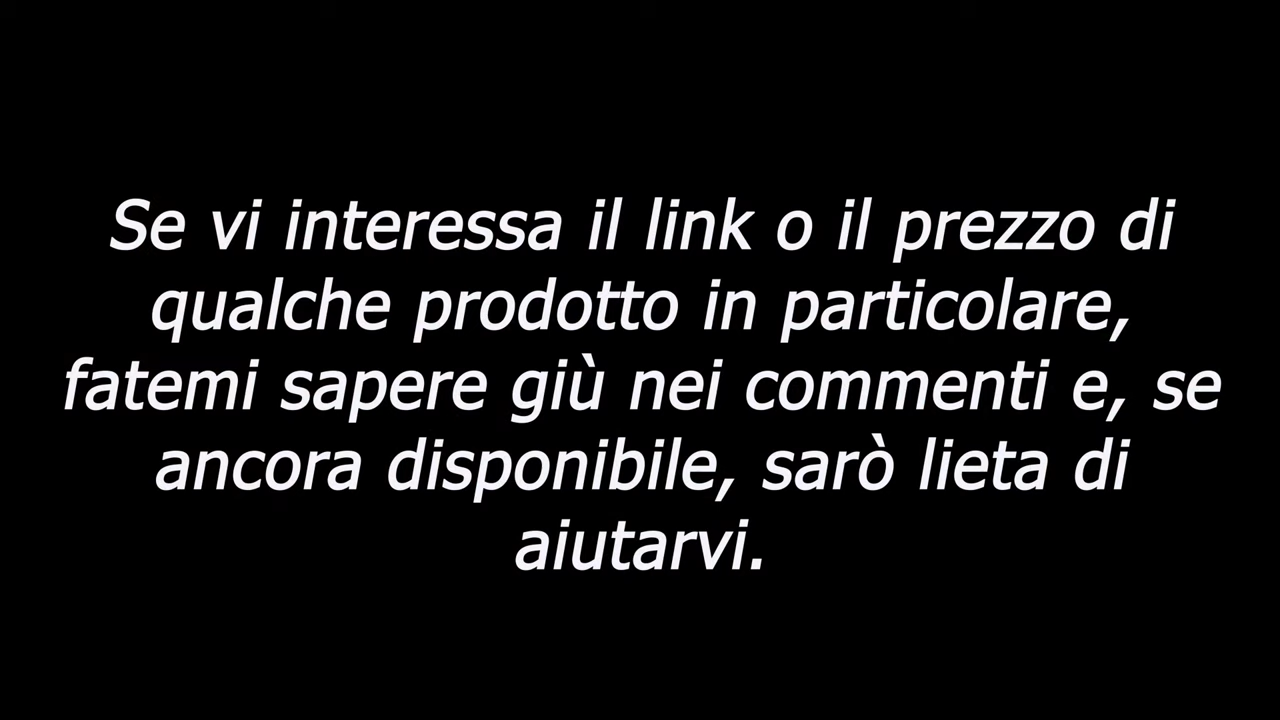 Se vi interessa il link o il prezzo di
qualche prodotto in particolare,
fatemi sapere giù nei commenti e, se
ancora disponibile, sarò lieta di
aiutarvi.